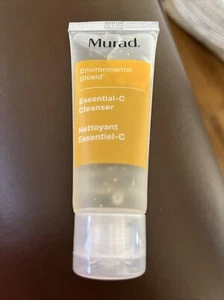 Murad.
Environmental
Shield®
Essential-C
Cleanser
Nettoyant
Essentiel-C